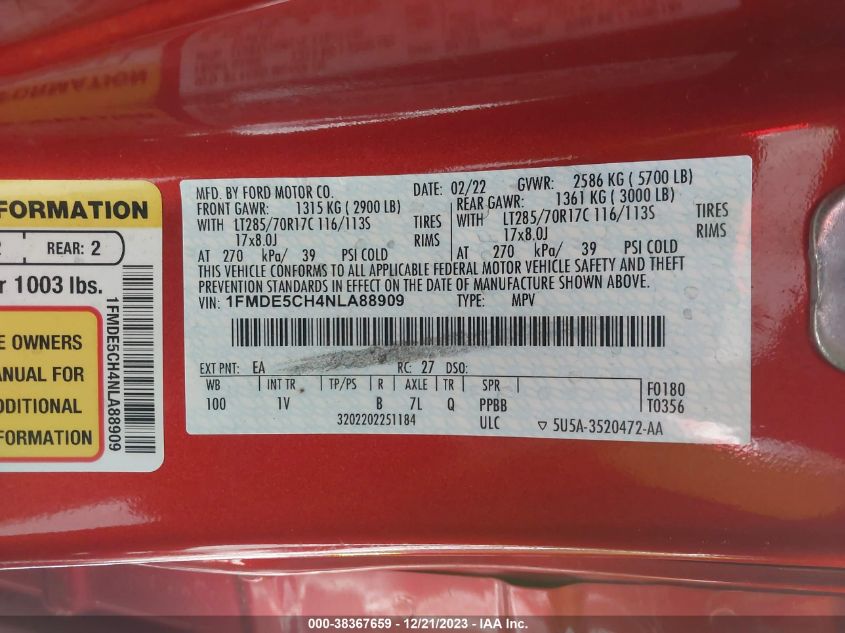 E FORMATION
2 REAR: 2
r 1003 lbs.
E OWNERS
ANUAL FOR
DDITIONAL
FORMATION
1FMDE5CH4NLA88909
MFD. BY FORD MOTOR CO. DATE: 02/22 GVWR: 2586 KG ( 5700 LB)
FRONT GAWR: 1315 KG ( 2900 LB) REAR GAWR: 1361 KG ( 3000 LB)
WITH LT285/70R17C 116/113S TIRES WITH LT285/70R17C 116/113S TIRES
17x8.0J RIMS 17x8.0J RIMS
AT 270 kPa/ 39 PSI COLD AT 270 kPa/ 39 PSI COLD
THIS VEHICLE CONFORMS TO ALL APPLICABLE FEDERAL MOTOR VEHICLE SAFETY AND THEFT
PREVENTION STANDARDS IN EFFECT ON THE DATE OF MANUFACTURE SHOWN ABOVE.
VIN: 1FMDE5CH4NLA88909 TYPE: MPV
EXT PNT: EA RC: 27 DSO:
WB INT TR TP/PS R AXLE TR SPR F0180
100 1V B 7L Q PPBB T0356
3202202251184 ULC ▽ 5U5A-3520472-AA
000-38367659 - 12/21/2023 - IAA Inc.